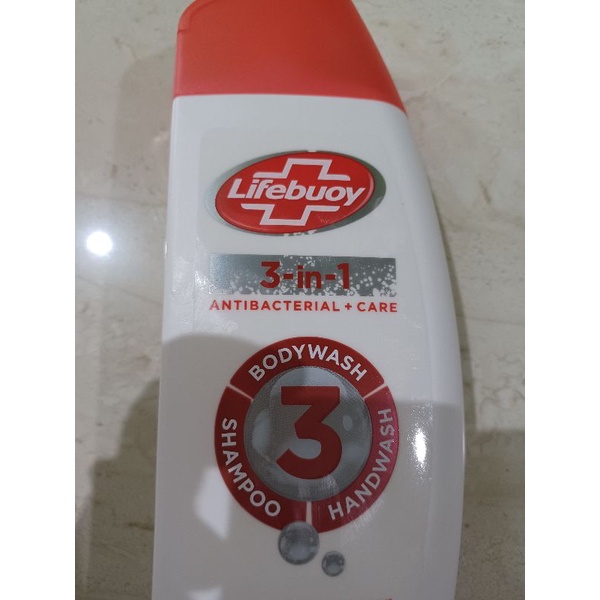 Lifebuoy
3-in-1
ANTIBACTERIAL + CARE
BODYWASH
3
SHAMPOO
HANDWASH